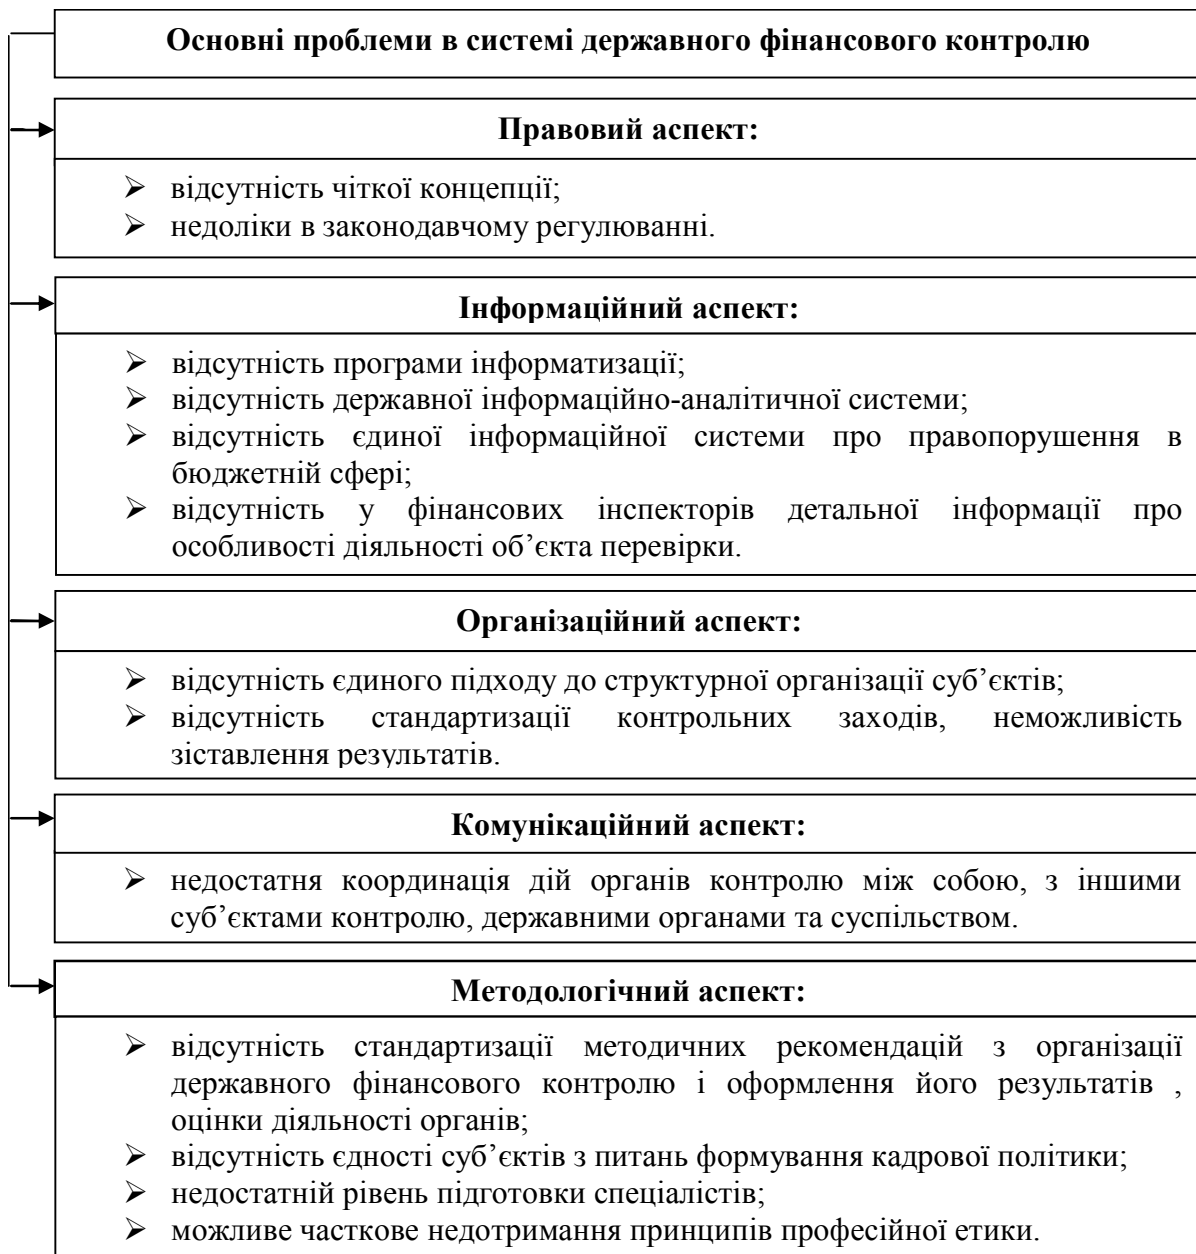 Основні проблеми в системі державного фінансового контролю
Правовий аспект:
➢ відсутність чіткої концепції;
➢ недоліки в законодавчому регулюванні.
Інформаційний аспект:
➢ відсутність програми інформатизації;
➢ відсутність державної інформаційно-аналітичної системи;
➢ відсутність єдиної інформаційної системи про правопорушення в
бюджетній сфері;
➢ відсутність у фінансових інспекторів детальної інформації про
особливості діяльності об’єкта перевірки.
Організаційний аспект:
➢ відсутність єдиного підходу до структурної організації суб’єктів;
➢ відсутність стандартизації контрольних заходів, неможливість
зіставлення результатів.
Комунікаційний аспект:
➢ недостатня координація дій органів контролю між собою, з іншими
суб’єктами контролю, державними органами та суспільством.
Методологічний аспект:
➢ відсутність стандартизації методичних рекомендацій з організації
державного фінансового контролю і оформлення його результатів ,
оцінки діяльності органів;
➢ відсутність єдності суб’єктів з питань формування кадрової політики;
➢ недостатній рівень підготовки спеціалістів;
➢ можливе часткове недотримання принципів професійної етики.